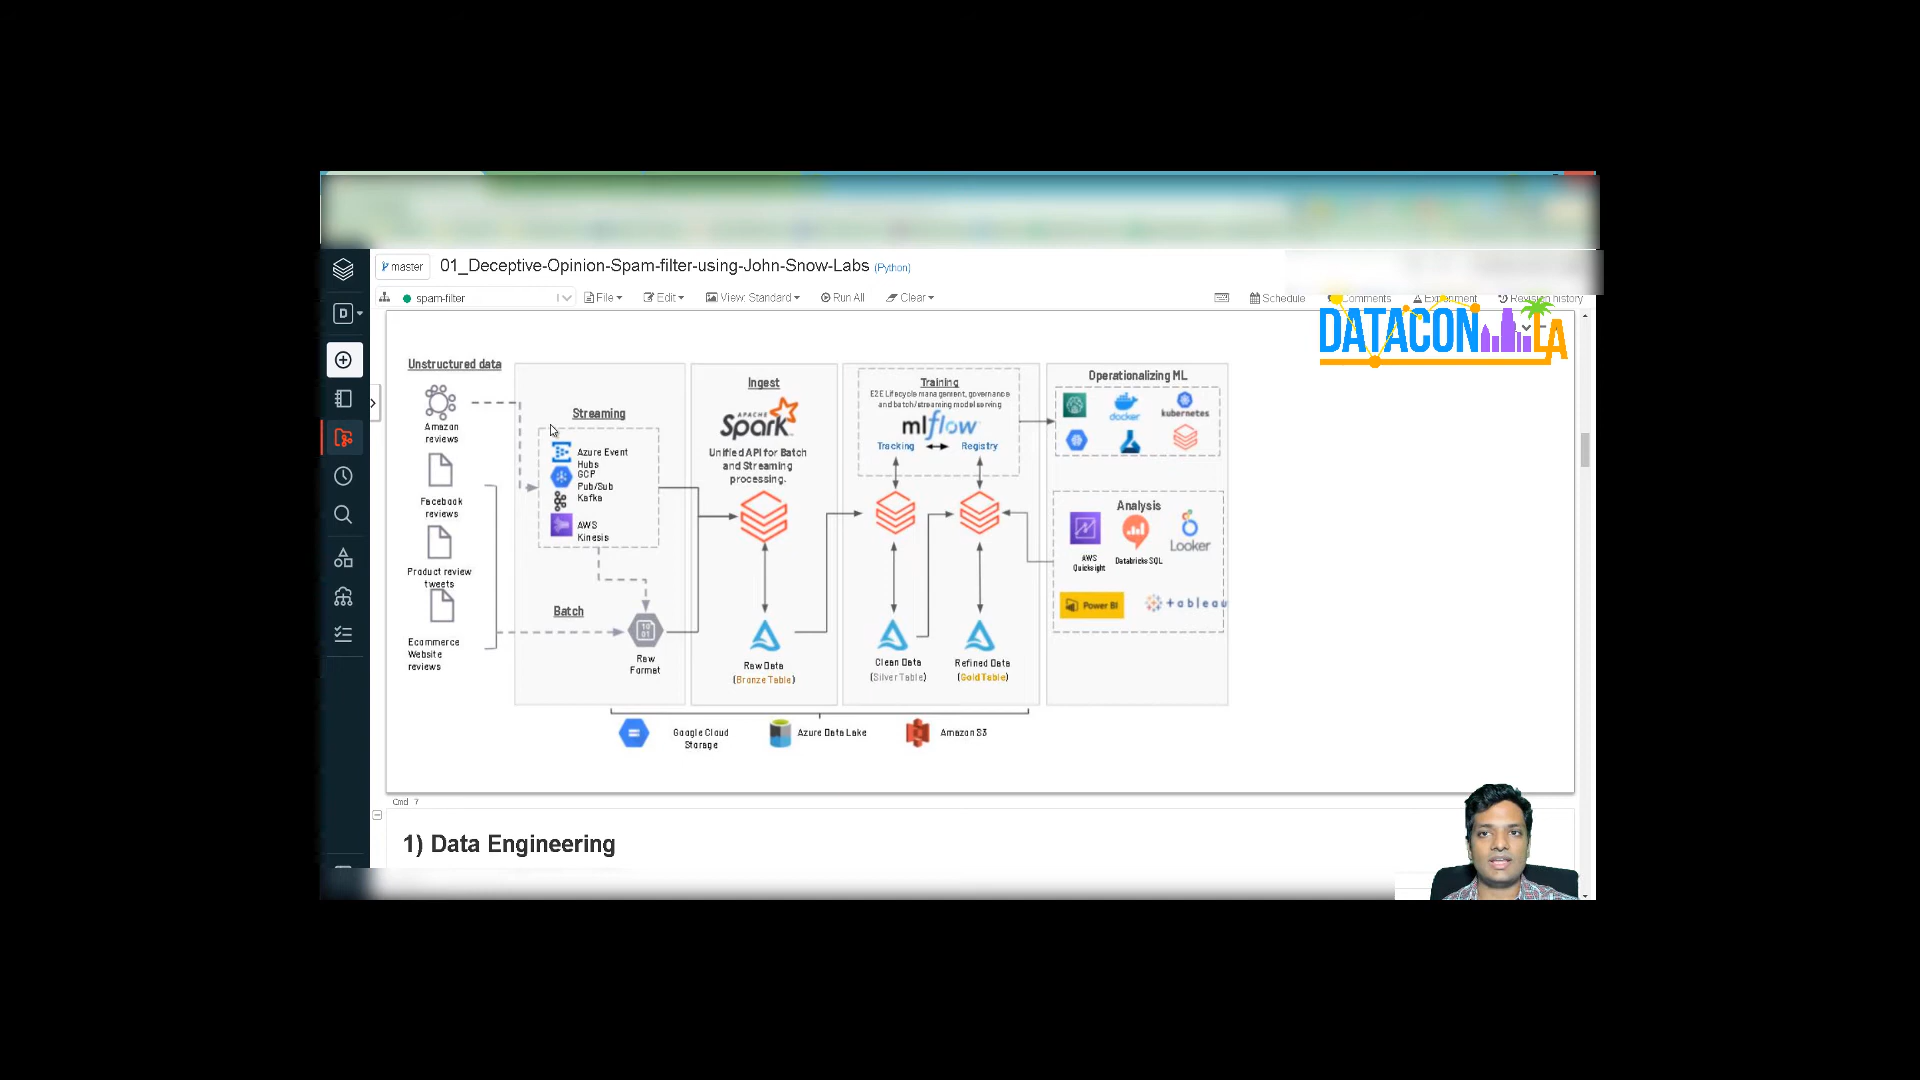 master
01_Deceptive-Opinion-Spam-filter-using-John-Snow-Labs (Python)
spam-filter
File
Edit
View: Standard
Run All
Clear
Schedule
Comments
Experiment
Revision history
DATACON LA
D
Unstructured data
Amazon
reviews
Facebook
reviews
Product review
tweets
Ecommerce
Website
reviews
Streaming
Azure Event
Hubs
GCP
Pub/Sub
Kafka
AWS
Kinesis
Batch
10
01
Raw
Format
Ingest
APACHE
Spark
Unified API for Batch
and Streaming
processing.
Raw Data
(Bronze Table)
Training
E2E Lifecycle management, governance
and batch/streaming model serving
mlflow
Tracking
Registry
Clean Data
(Silver Table)
Refined Data
(Gold Table)
Operationalizing ML
docker
kubernetes
Analysis
AWS
Quicksight
Databricks SQL
Looker
Power BI
+ableau
Google Cloud
Storage
Azure Data Lake
Amazon S3
Cmd 7
1) Data Engineering